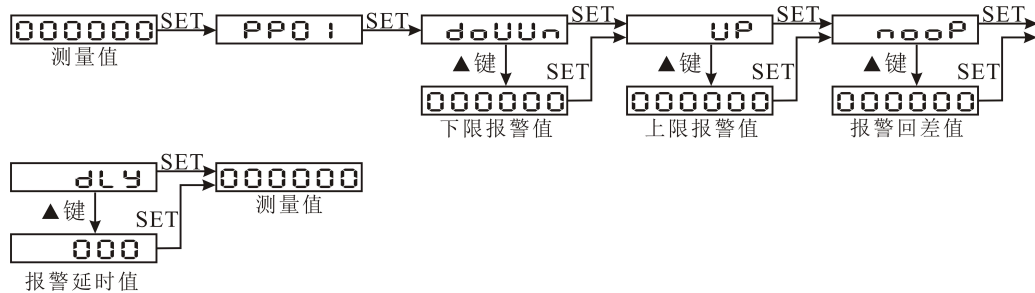 000000 SET PP01 SET doUUn SET UP SET nooP SET
测量值 ▲键 SET ▲键 SET ▲键 SET
000000 000000 000000
下限报警值 上限报警值 报警回差值
dLY SET 000000
▲键 SET 测量值
000
报警延时值